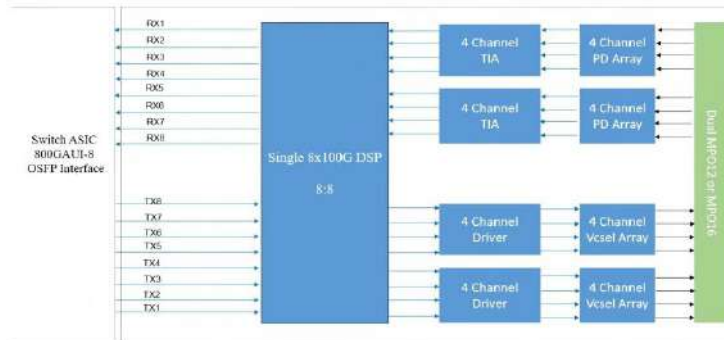 RX1
RX2
RX3
RX4
RX5
RX6
RX7
RX8
Switch ASIC
800GAUI-8
OSFP Interface
TX8
TX7
TX6
TX5
TX4
TX3
TX2
TX1
Single 8x100G DSP
8:8
4 Channel
TIA
4 Channel
PD Array
4 Channel
TIA
4 Channel
PD Array
4 Channel
Driver
4 Channel
Vcsel Array
4 Channel
Driver
4 Channel
Vcsel Array
Dual MPO12 or MPO16